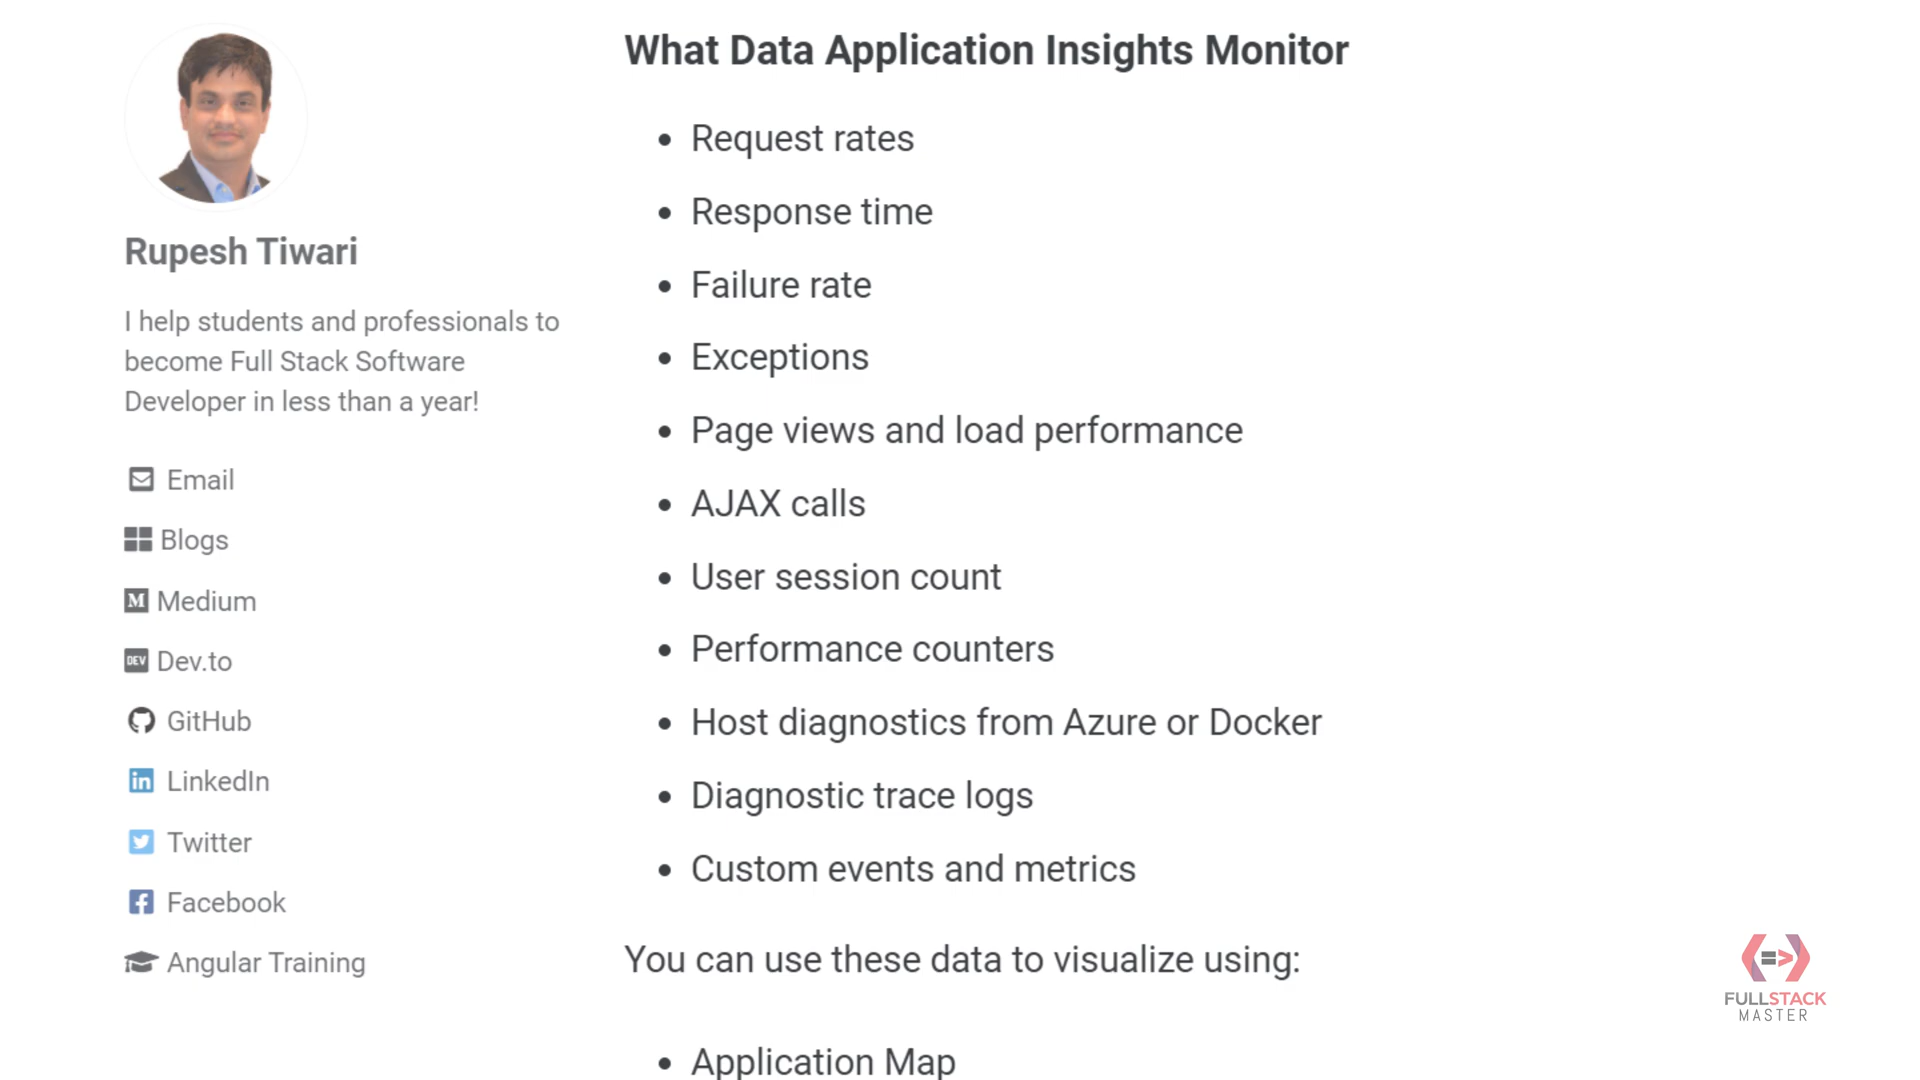 Rupesh Tiwari
I help students and professionals to
become Full Stack Software
Developer in less than a year!
Email
Blogs
M Medium
DEV Dev.to
GitHub
in LinkedIn
Twitter
Facebook
Angular Training
What Data Application Insights Monitor
• Request rates
• Response time
• Failure rate
• Exceptions
• Page views and load performance
• AJAX calls
• User session count
• Performance counters
• Host diagnostics from Azure or Docker
• Diagnostic trace logs
• Custom events and metrics
You can use these data to visualize using:
• Application Map
FULLSTACK
MASTER